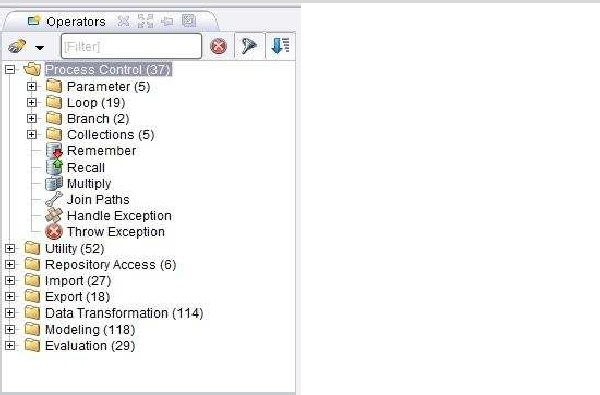 Operators
[Filter]
Process Control (37)
Parameter (5)
Loop (19)
Branch (2)
Collections (5)
Remember
Recall
Multiply
Join Paths
Handle Exception
Throw Exception
Utility (52)
Repository Access (6)
Import (27)
Export (18)
Data Transformation (114)
Modeling (118)
Evaluation (29)